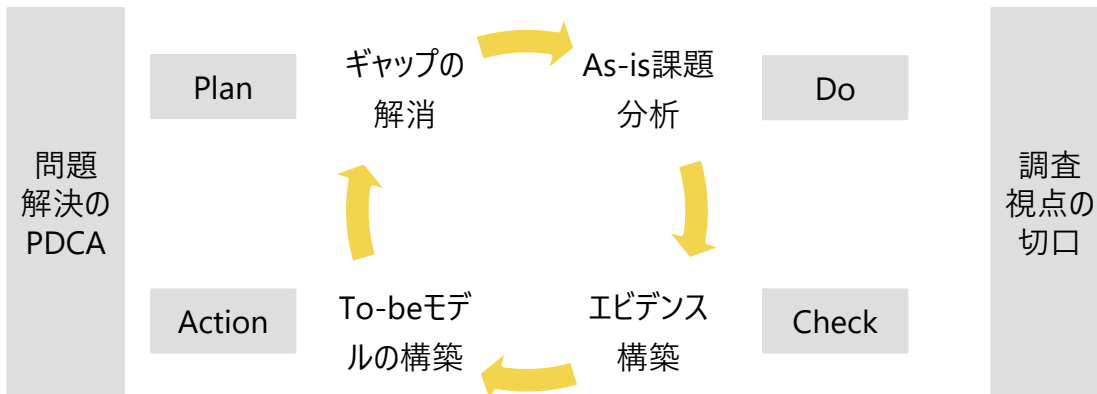 問題
解決の
PDCA
Plan
ギャップの
解消
As-is課題
分析
Do
Action
To-beモデ
ルの構築
エビデンス
構築
Check
調査
視点の
切口